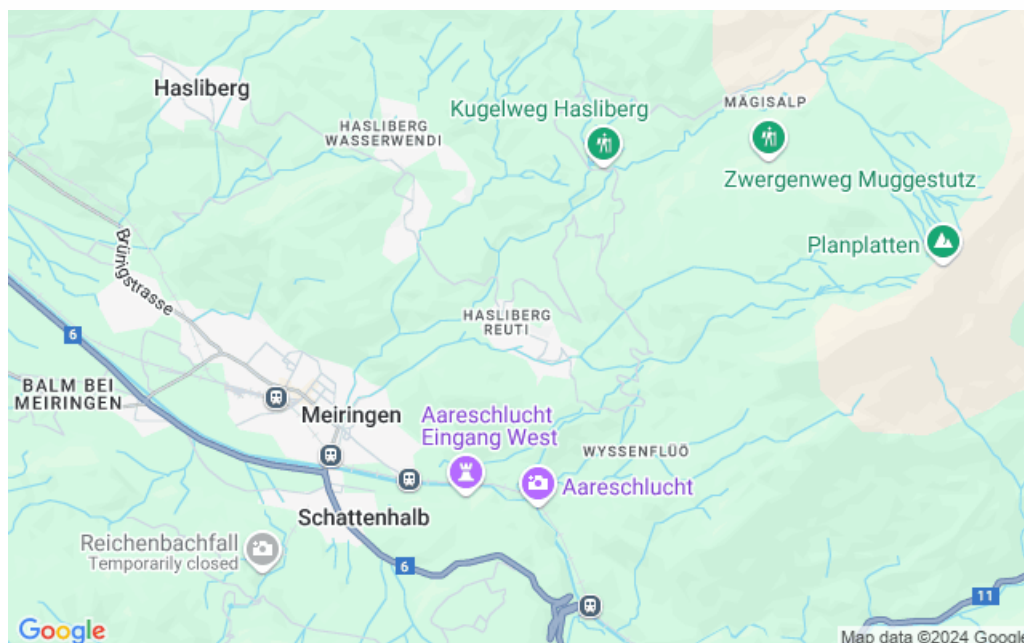 Hasliberg
HASLIBERG
WASSERWENDI
Kugelweg Hasliberg
MÄGISALP
Zwergenweg Muggestutz
Planplatten
Brünigstrasse
HASLIBERG
REUTI
6
BALM BEI
MEIRINGEN
Meiringen
Aareschlucht
Eingang West
WYSSENFLÜÖ
Aareschlucht
Schattenhalb
Reichenbachfall
Temporarily closed
6
11
Google
Map data ©2024 Google